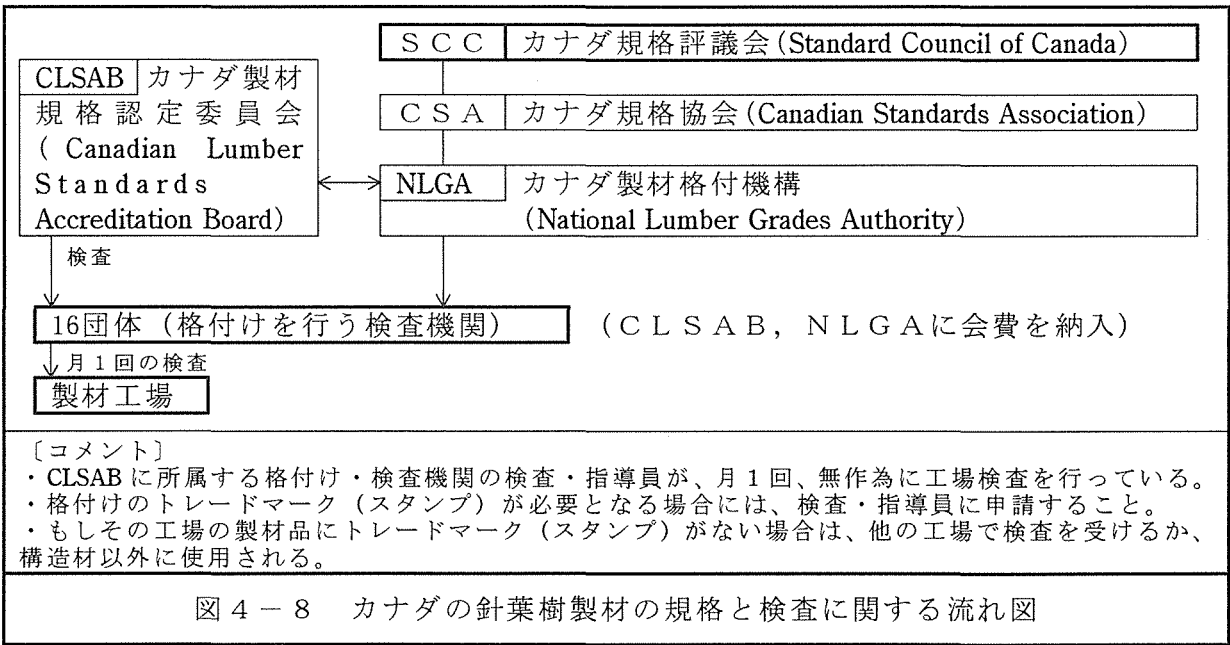 SCC カナダ規格評議会(Standard Council of Canada)
CLSAB カナダ製材
規格認定委員会
( Canadian Lumber
Standards
Accreditation Board)
CSA カナダ規格協会(Canadian Standards Association)
NLGA カナダ製材格付機構
(National Lumber Grades Authority)
検査
16団体(格付けを行う検査機関) (CLSAB,NLGAに会費を納入)
月1回の検査
製材工場
〔コメント〕
・CLSABに所属する格付け・検査機関の検査・指導員が、月1回、無作為に工場検査を行っている。
・格付けのトレードマーク(スタンプ)が必要となる場合には、検査・指導員に申請すること。
・もしその工場の製材品にトレードマーク(スタンプ)がない場合は、他の工場で検査を受けるか、
構造材以外に使用される。
図4-8 カナダの針葉樹製材の規格と検査に関する流れ図